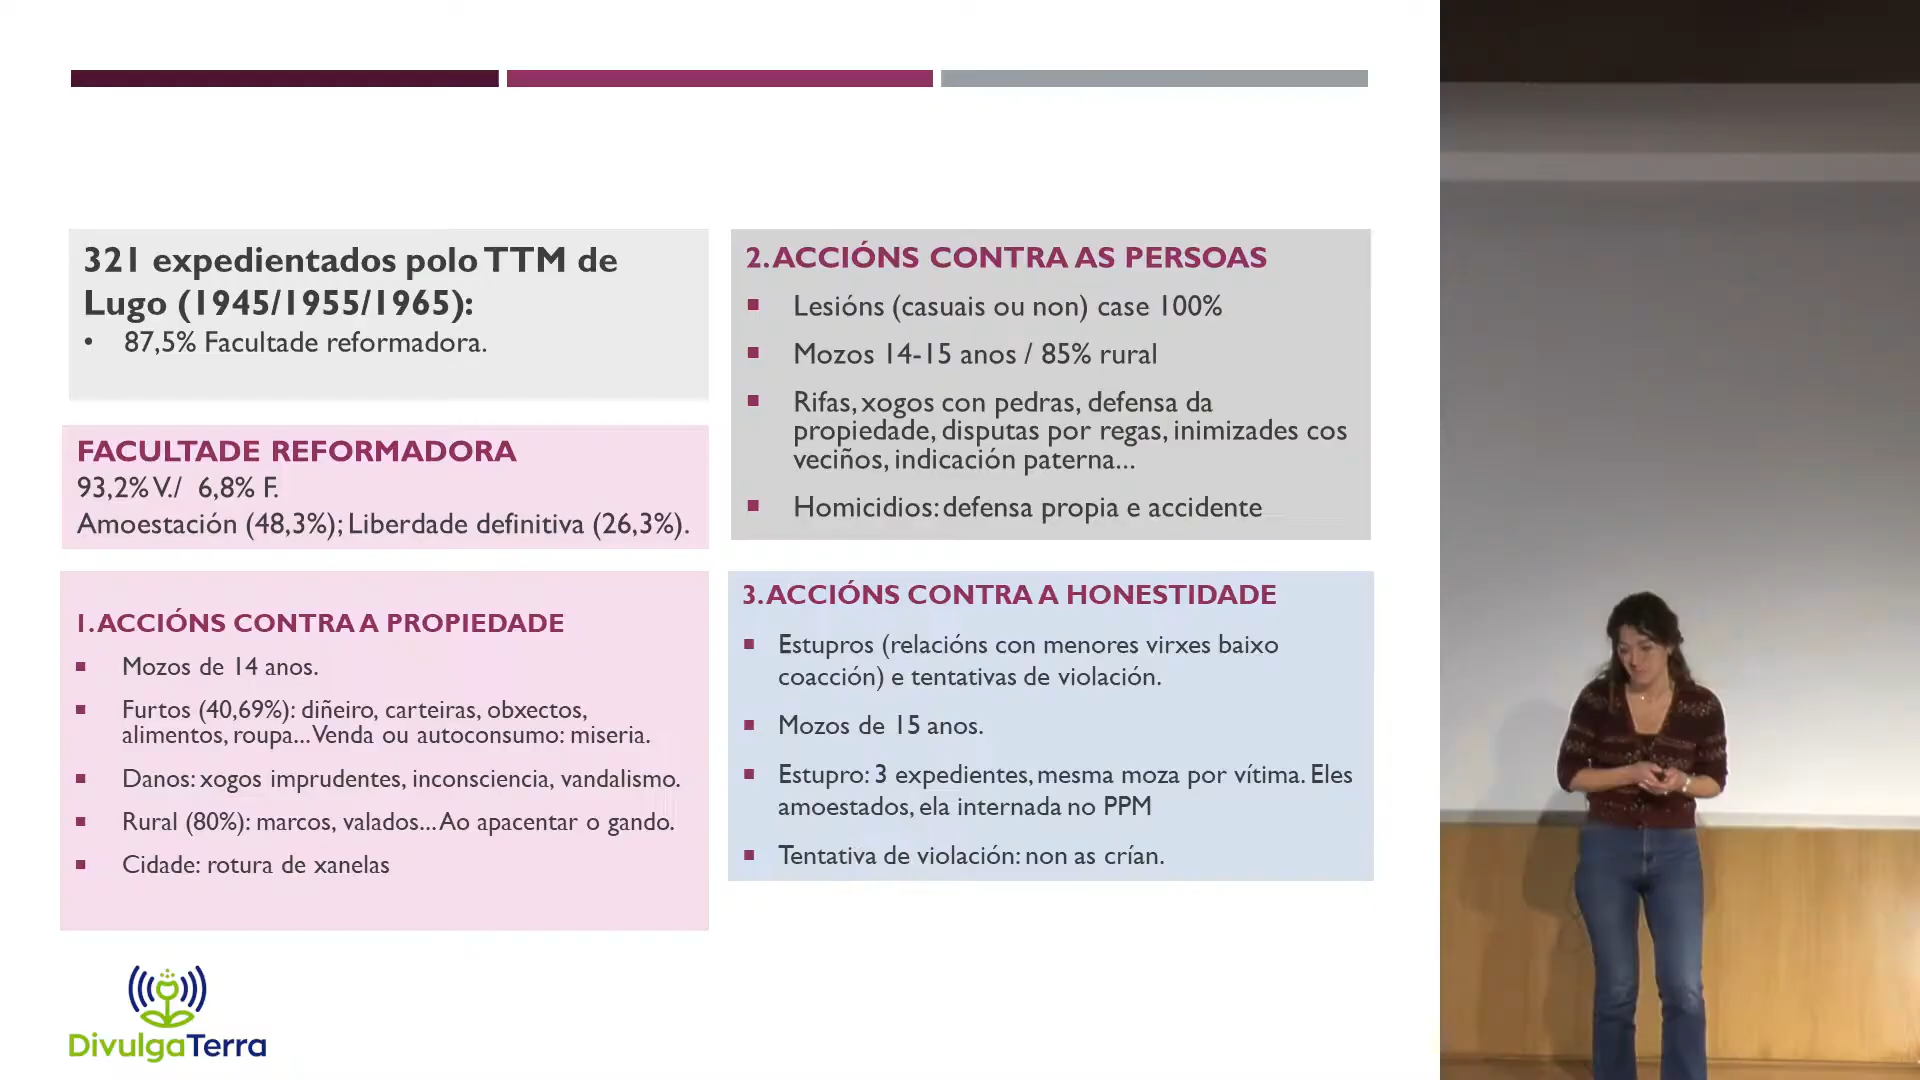 321 expedientados polo TTM de
Lugo (1945/1955/1965):
• 87,5% Facultade reformadora.
FACULTADE REFORMADORA
93,2% V./ 6,8% F.
Amoestación (48,3%); Liberdade definitiva (26,3%).
1. ACCIÓNS CONTRA A PROPIEDADE
▪ Mozos de 14 anos.
▪ Furtos (40,69%): diñeiro, carteiras, obxectos,
alimentos, roupa... Venda ou autoconsumo: miseria.
▪ Danos: xogos imprudentes, inconsciencia, vandalismo.
▪ Rural (80%): marcos, valados... Ao apacentar o gando.
▪ Cidade: rotura de xanelas
2. ACCIÓNS CONTRA AS PERSOAS
▪ Lesións (casuais ou non) case 100%
▪ Mozos 14-15 anos / 85% rural
▪ Rifas, xogos con pedras, defensa da
propiedade, disputas por regas, inimizades cos
veciños, indicación paterna...
▪ Homicidios: defensa propia e accidente
3. ACCIÓNS CONTRA A HONESTIDADE
▪ Estupros (relacións con menores virxes baixo
coacción) e tentativas de violación.
▪ Mozos de 15 anos.
▪ Estupro: 3 expedientes, mesma moza por vítima. Eles
amoestados, ela internada no PPM
▪ Tentativa de violación: non as crían.
DivulgaTerra